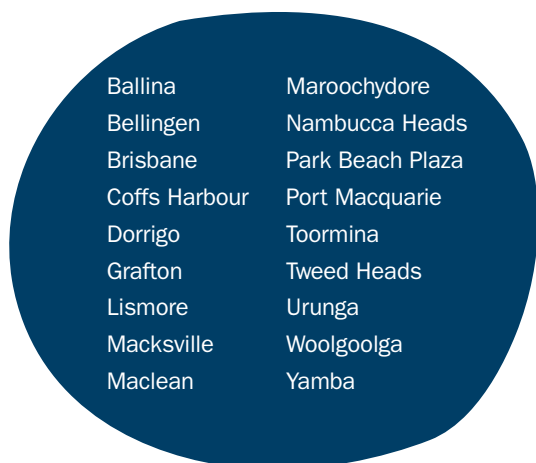 Ballina
Bellingen
Brisbane
Coffs Harbour
Dorrigo
Grafton
Lismore
Macksville
Maclean
Maroochydore
Nambucca Heads
Park Beach Plaza
Port Macquarie
Toormina
Tweed Heads
Urunga
Woolgoolga
Yamba